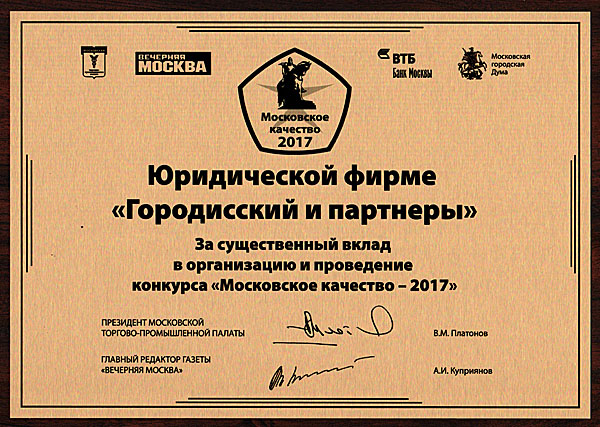 ВЕЧЕРНЯЯ
МОСКВА
Московское
качество
2017
ВТБ
Банк Москвы
Московская
городская
Дума
Юридической фирме
«Городисский и партнеры»
За существенный вклад
в организацию и проведение
конкурса «Московское качество – 2017»
ПРЕЗИДЕНТ МОСКОВСКОЙ
ТОРГОВО-ПРОМЫШЛЕННОЙ ПАЛАТЫ
В.М. Платонов
ГЛАВНЫЙ РЕДАКТОР ГАЗЕТЫ
«ВЕЧЕРНЯЯ МОСКВА»
А.И. Куприянов